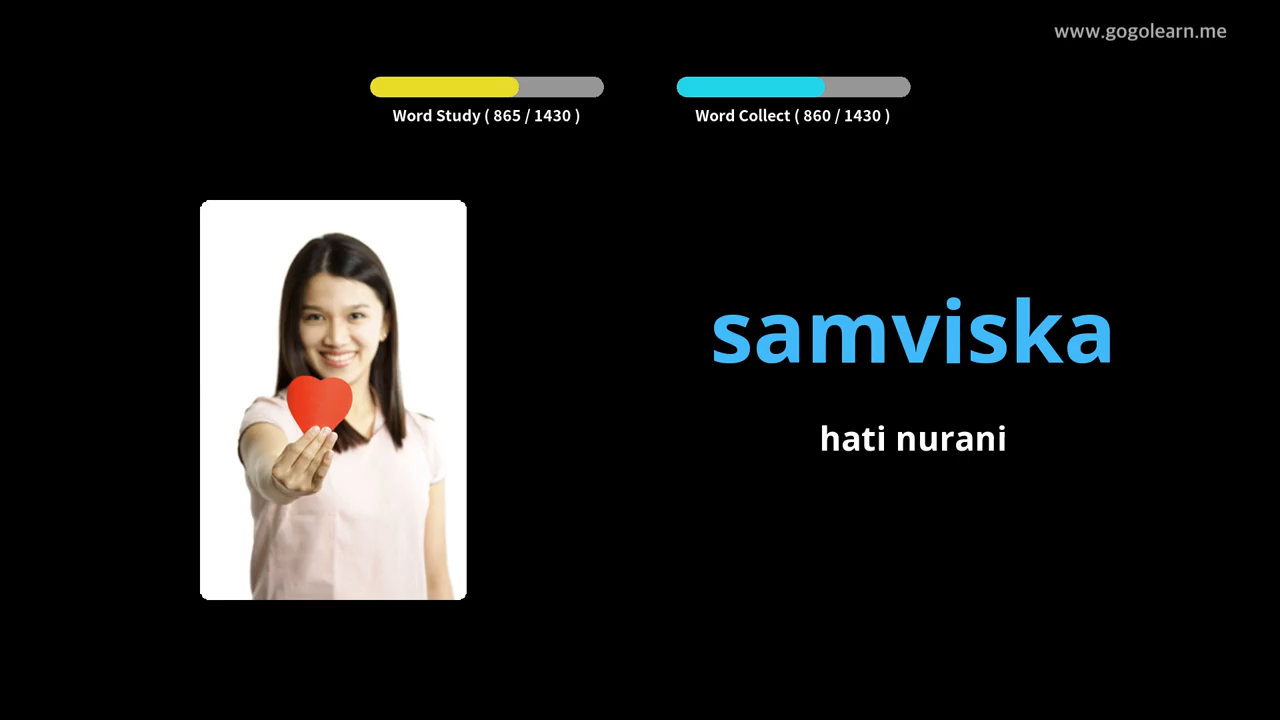 www.gogolearn.me
Word Study ( 865 / 1430 )
Word Collect ( 860 / 1430 )
samviska
hati nurani